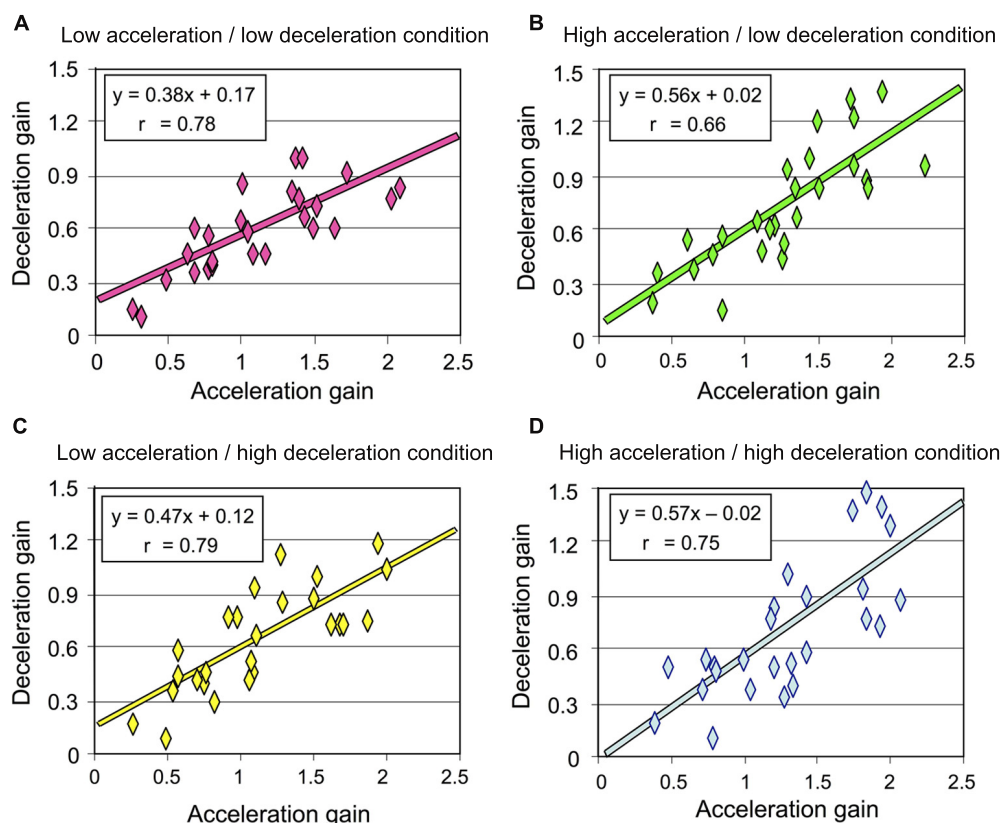 A
Low acceleration / low deceleration condition
1.5
1.2
0.9
0.6
0.3
0
Deceleration gain
y = 0.38x + 0.17
r = 0.78
0 0.5 1 1.5 2 2.5
Acceleration gain
B
High acceleration / low deceleration condition
1.5
1.2
0.9
0.6
0.3
0
Deceleration gain
y = 0.56x + 0.02
r = 0.66
0 0.5 1 1.5 2 2.5
Acceleration gain
C
Low acceleration / high deceleration condition
1.5
1.2
0.9
0.6
0.3
0
Deceleration gain
y = 0.47x + 0.12
r = 0.79
0 0.5 1 1.5 2 2.5
Acceleration gain
D
High acceleration / high deceleration condition
1.5
1.2
0.9
0.6
0.3
0
Deceleration gain
y = 0.57x – 0.02
r = 0.75
0 0.5 1 1.5 2 2.5
Acceleration gain